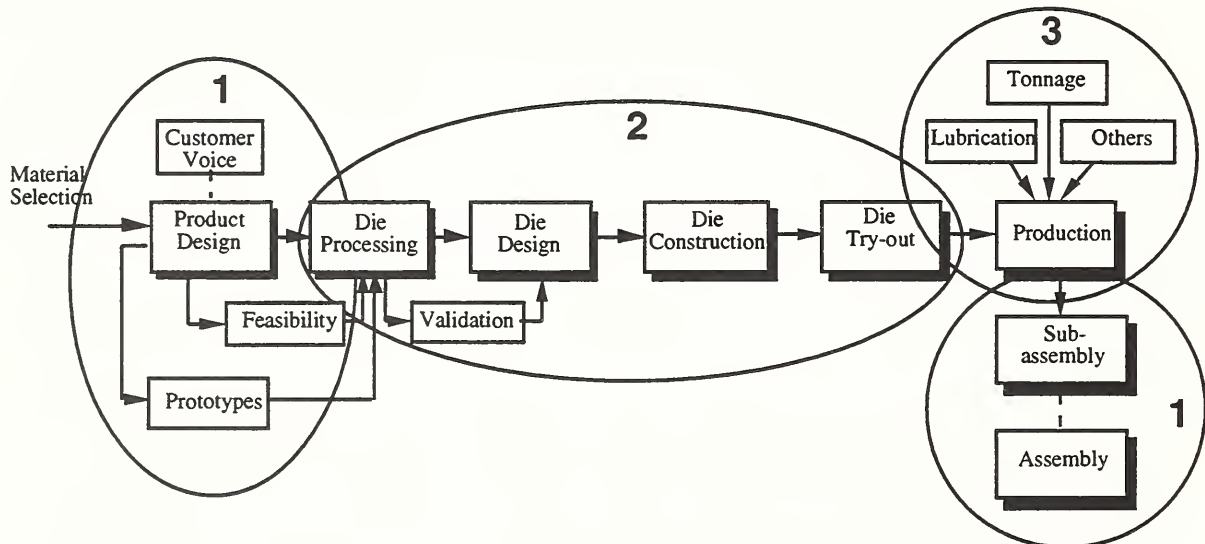 1
Customer
Voice
Material
Selection
Product
Design
Feasibility
Prototypes
2
Die
Processing
Die
Design
Validation
Die
Construction
Die
Try-out
3
Tonnage
Lubrication
Others
Production
Sub-
assembly
1
Assembly